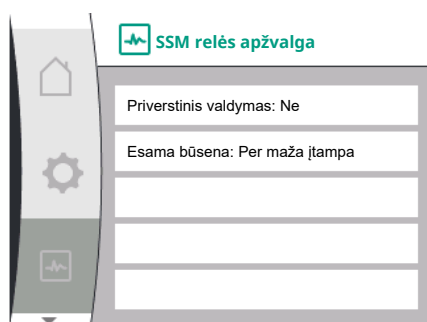 SSM relės apžvalga
Priverstinis valdymas: Ne
Esama būsena: Per maža įtampa